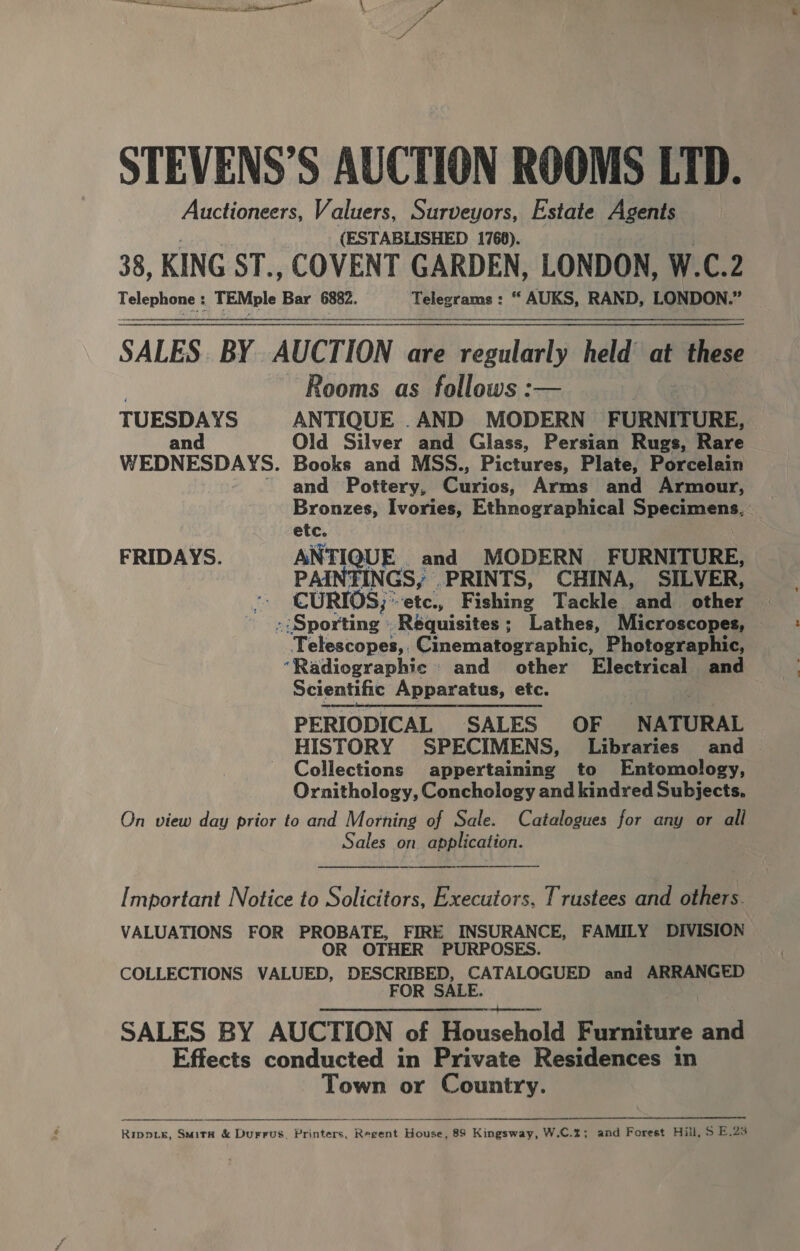 STEVENS'S AUCTION ROOMS LTD.
Auctioneers, Valuers, Surveyors, Estate Agents
(ESTABLISHED 1760).
38, KING ST., COVENT GARDEN, LONDON, W.C.2
Telephone : TEMple Bar 6882. Telegrams : “ AUKS, RAND, LONDON.”
SALES BY AUCTION are regularly held at these
Rooms as follows :—
TUESDAYS ANTIQUE AND MODERN FURNITURE,
and Old Silver and Glass, Persian Rugs, Rare
WEDNESDAYS. Books and MSS., Pictures, Plate, Porcelain
and Pottery, Curios, Arms and Armour,
Bronzes, Ivories, Ethnographical Specimens,
etc.
FRIDAYS. ANTIQUE and MODERN FURNITURE,
PAINTINGS, PRINTS, CHINA, SILVER,
CURIOS, etc., Fishing Tackle and other
Sporting Requisites ; Lathes, Microscopes,
Telescopes, Cinematographic, Photographic,
Radiographic and other Electrical and
Scientific Apparatus, etc.
PERIODICAL SALES OF NATURAL
HISTORY SPECIMENS, Libraries and
Collections appertaining to Entomology,
Ornithology, Conchology and kindred Subjects.
On view day prior to and Morning of Sale. Catalogues for any or all
Sales on application.
Important Notice to Solicitors, Executors, Trustees and others.
VALUATIONS FOR PROBATE, FIRE INSURANCE, FAMILY DIVISION
OR OTHER PURPOSES.
COLLECTIONS VALUED, DESCRIBED, CATALOGUED and ARRANGED
FOR SALE.
SALES BY AUCTION of Household Furniture and
Effects conducted in Private Residences in
Town or Country.
RIDDLE, SMITH & DUFFUS, Printers, Regent House, 89 Kingsway, W.C.2; and Forest Hill, S E.23